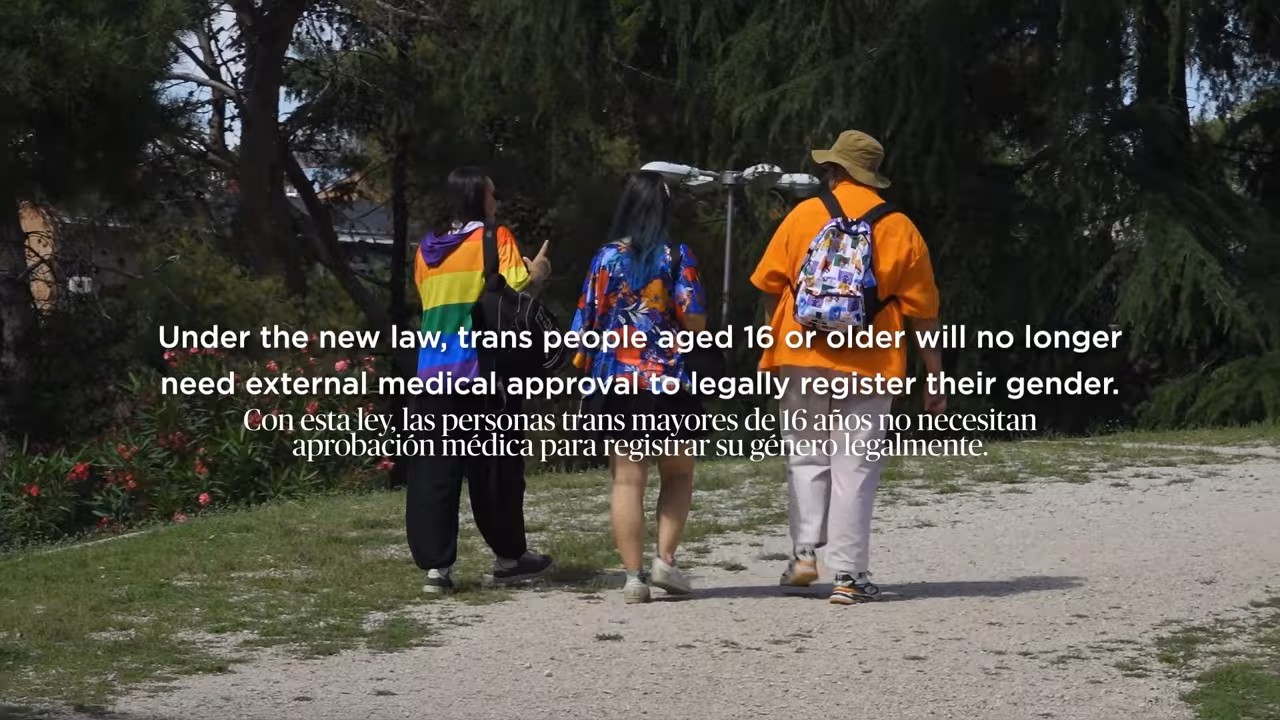 Under the new law, trans people aged 16 or older will no longer
need external medical approval to legally register their gender.
Con esta ley, las personas trans mayores de 16 años no necesitan
aprobación médica para registrar su género legalmente.